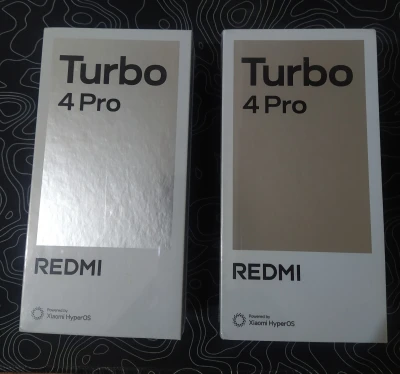 Turbo
4 Pro
REDMI
Powered by
Xiaomi HyperOS
Turbo
4 Pro
REDMI
Powered by
Xiaomi HyperOS